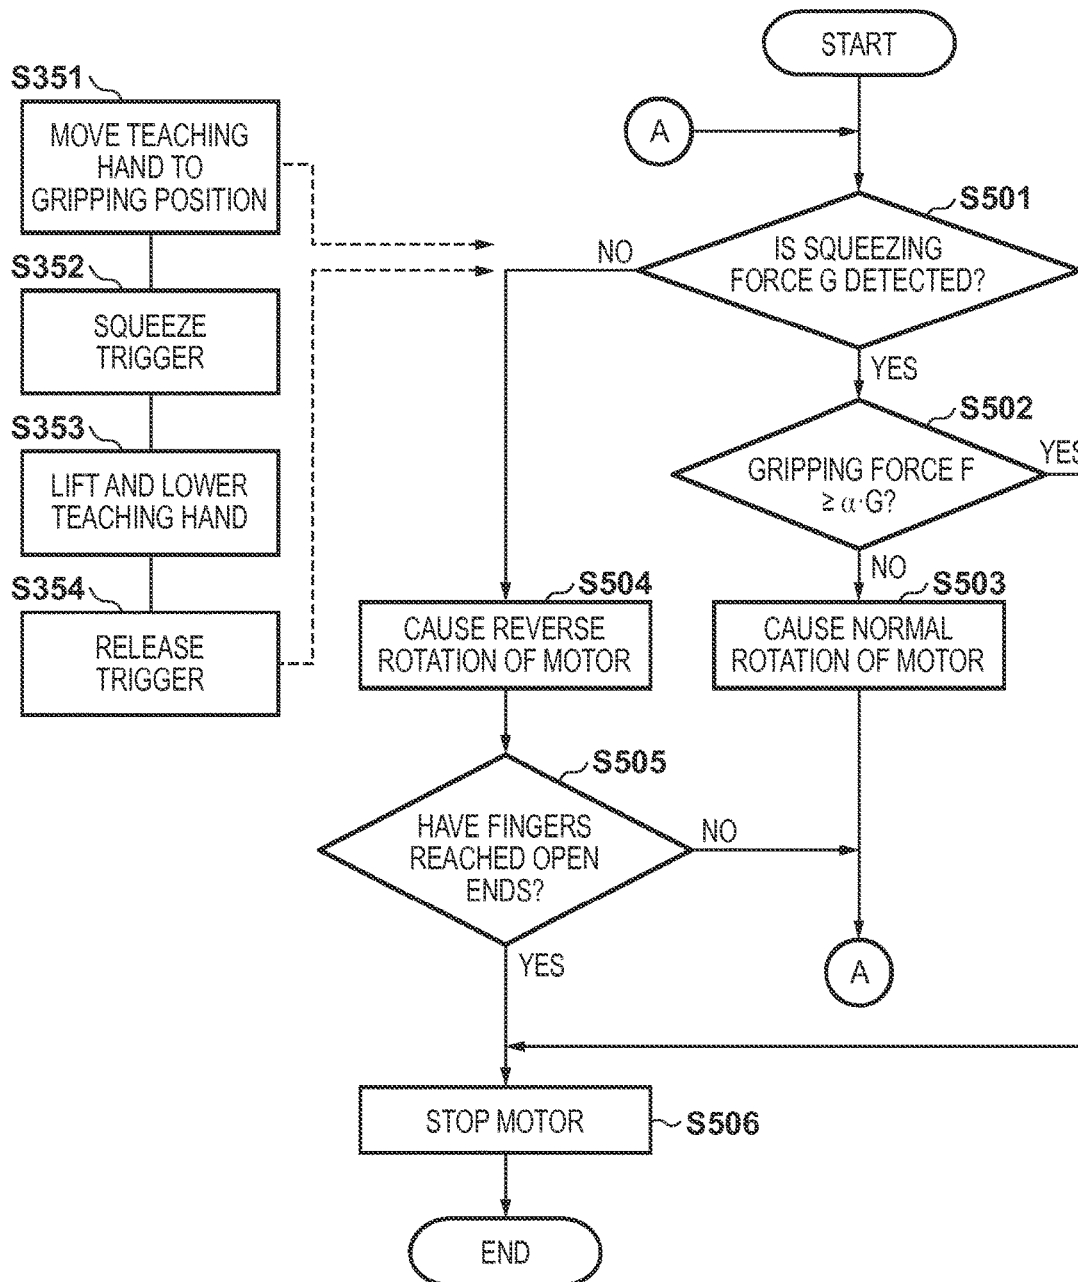 START
A
S351
MOVE TEACHING
HAND TO
GRIPPING POSITION
S352
SQUEEZE
TRIGGER
S353
LIFT AND LOWER
TEACHING HAND
S354
RELEASE
TRIGGER
S501
IS SQUEEZING
FORCE G DETECTED?
NO
YES
S502
GRIPPING FORCE F
≥ α·G?
YES
NO
S504
CAUSE REVERSE
ROTATION OF MOTOR
S503
CAUSE NORMAL
ROTATION OF MOTOR
S505
HAVE FINGERS
REACHED OPEN
ENDS?
NO
YES
A
STOP MOTOR
S506
END